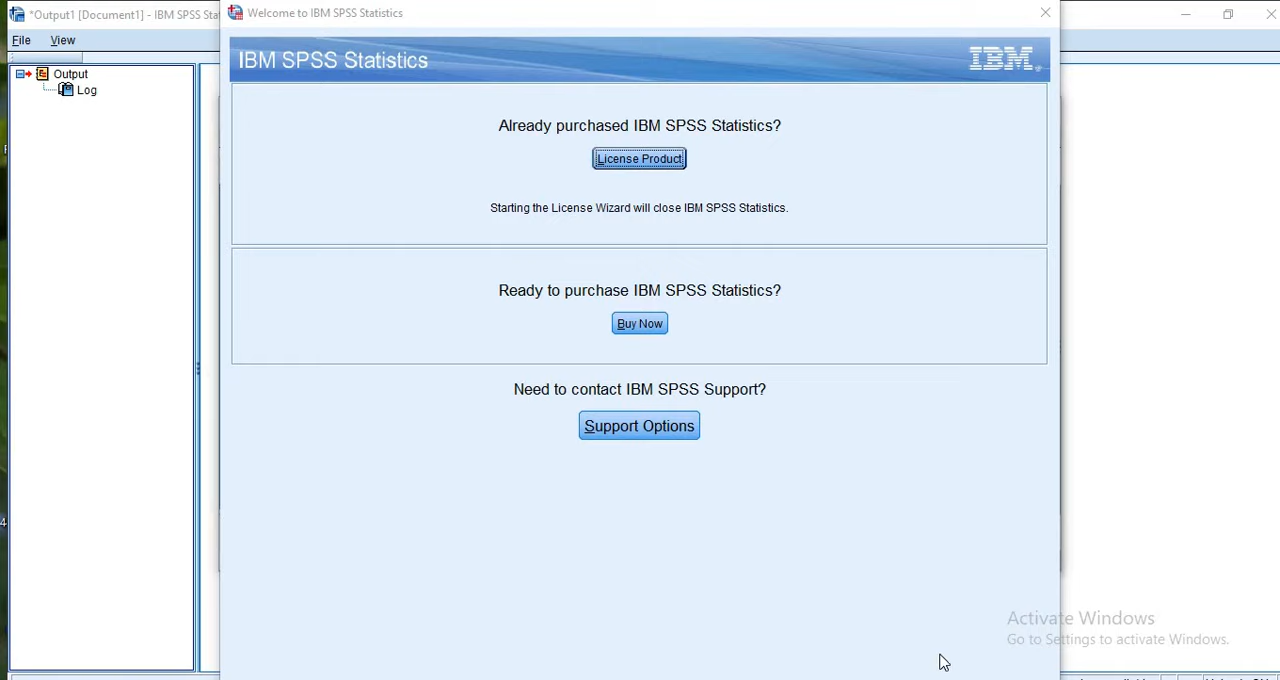 *Output1 [Document1] - IBM SPSS Sta
Welcome to IBM SPSS Statistics
File View
IBM SPSS Statistics
IBM
Output
Log
Already purchased IBM SPSS Statistics?
License Product
Starting the License Wizard will close IBM SPSS Statistics.
Ready to purchase IBM SPSS Statistics?
Buy Now
Need to contact IBM SPSS Support?
Support Options
Activate Windows
Go to Settings to activate Windows.